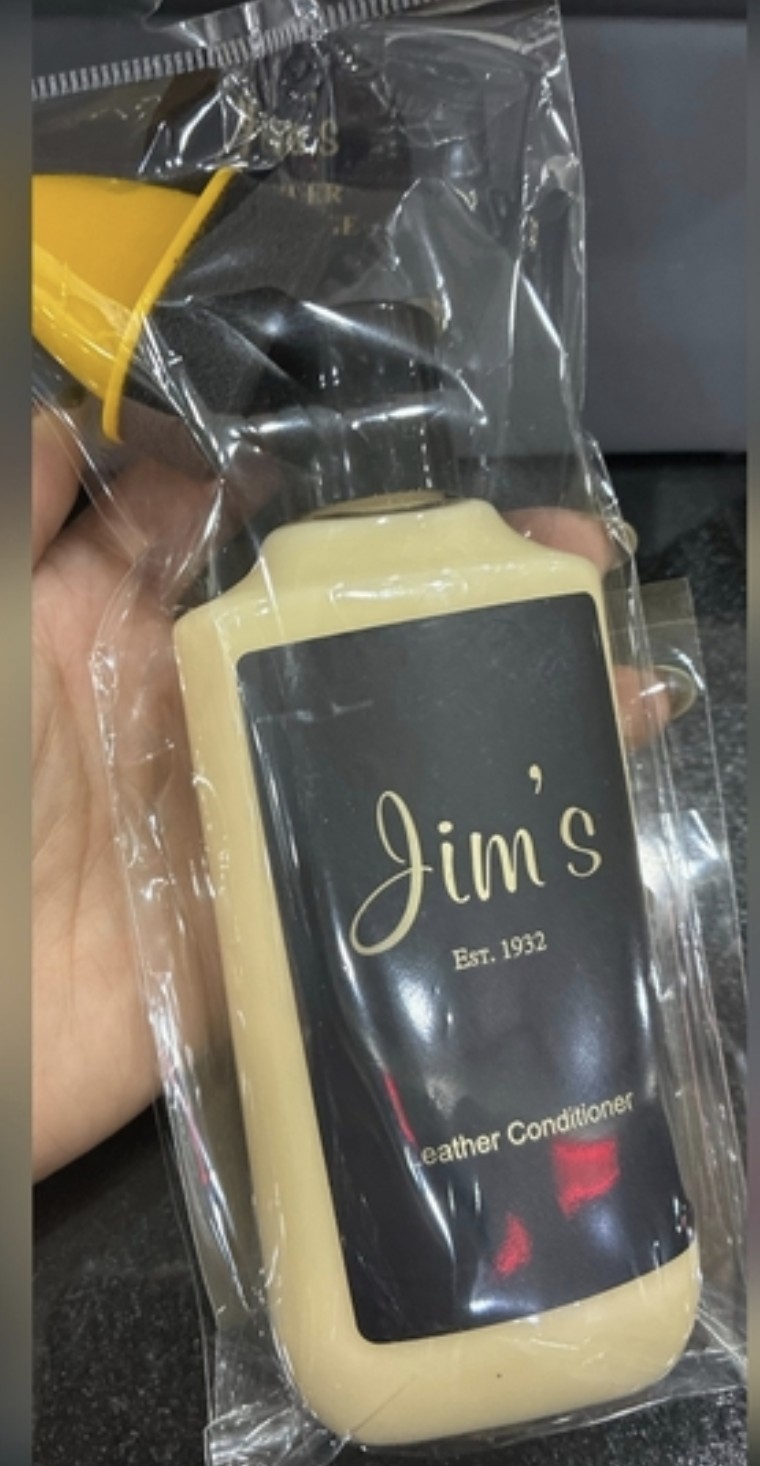 Jim's
Est. 1932
eather Conditioner